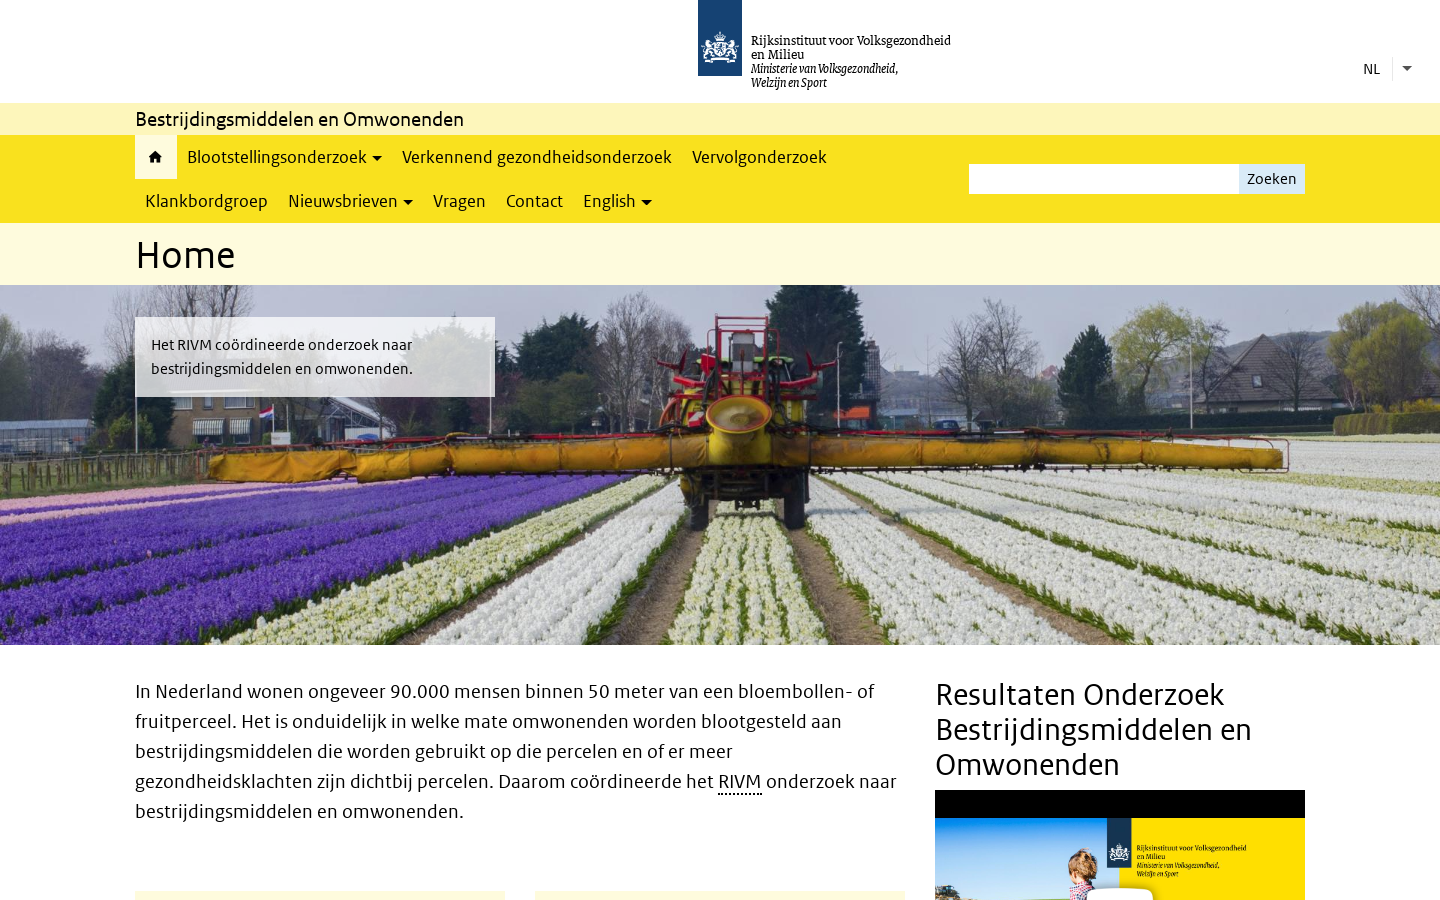 Rijksinstituut voor Volksgezondheid
en Milieu
Ministerie van Volksgezondheid,
Welzijn en Sport
NL
Bestrijdingsmiddelen en Omwonenden
Blootstellingsonderzoek Verkennend gezondheidsonderzoek Vervolgonderzoek
Klankbordgroep Nieuwsbrieven Vragen Contact English
Zoeken
Home
Het RIVM coördineerde onderzoek naar
bestrijdingsmiddelen en omwonenden.
In Nederland wonen ongeveer 90.000 mensen binnen 50 meter van een bloembollen- of
fruitperceel. Het is onduidelijk in welke mate omwonenden worden blootgesteld aan
bestrijdingsmiddelen die worden gebruikt op die percelen en of er meer
gezondheidsklachten zijn dichtbij percelen. Daarom coördineerde het RIVM onderzoek naar
bestrijdingsmiddelen en omwonenden.
Resultaten Onderzoek
Bestrijdingsmiddelen en
Omwonenden
Rijksinstituut voor Volksgezondheid
en Milieu
Ministerie van Volksgezondheid,
Welzijn en Sport